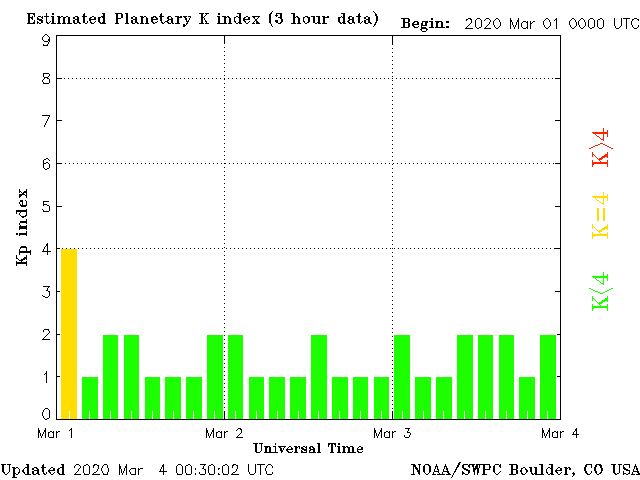 Estimated Planetary K index (3 hour data) Begin: 2020 Mar 01 0000 UTC
9
8
7
6
5
4
3
2
1
0
Kp index
Mar 1 Mar 2 Mar 3 Mar 4
Universal Time
K>4
K=4
K<4
Updated 2020 Mar 4 00:30:02 UTC NOAA/SWPC Boulder, CO USA